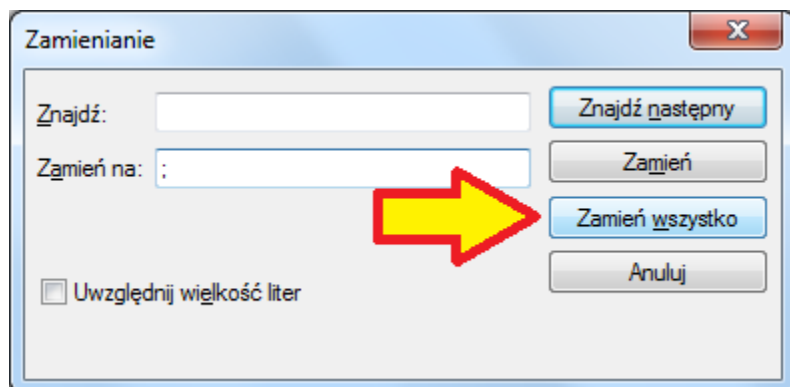 Zamienianie
Znajdź:
Znajdź następny
Zamień na: ;
Zamień
Zamień wszystko
Uwzględnij wielkość liter
Anuluj